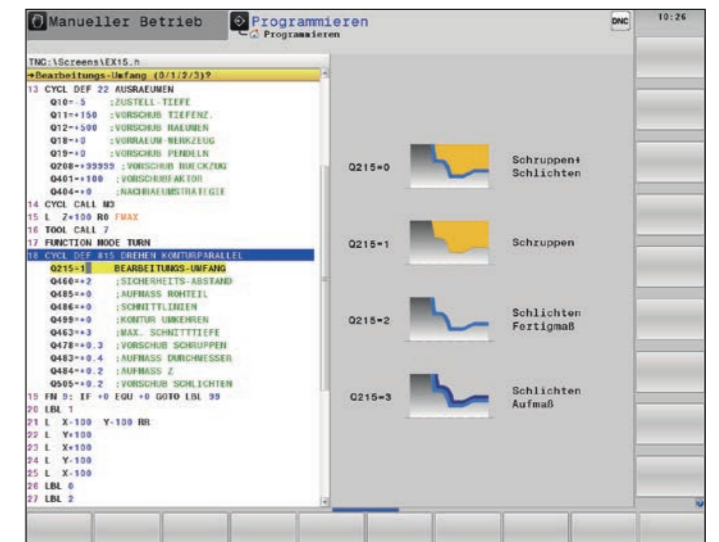 Manueller Betrieb
Programmieren
Programmieren
DNC
10:26
TNC:\Screens\EX15.h
→Bearbeitungs-Umfang (0/1/2/3)?
13 CYCL DEF 22 AUSRAEUMEN
Q10=-5 ;ZUSTELL-TIEFE
Q11=+150 ;VORSCHUB TIEFENZ.
Q12=+500 ;VORSCHUB RAEUMEN
Q18=+0 ;VORRAEUM-WERKZEUG
Q19=+0 ;VORSCHUB PENDELN
Q208=+99999 ;VORSCHUB RUECKZUG
Q401=+100 ;VORSCHUBFAKTOR
Q404=+0 ;NACHRAEUMSTRATEGIE
14 CYCL CALL M3
15 L Z+100 R0 FMAX
16 TOOL CALL 7
17 FUNCTION MODE TURN
18 CYCL DEF 815 DREHEN KONTURPARALLEL
Q215=1 BEARBEITUNGS-UMFANG
Q460=+2 ;SICHERHEITS-ABSTAND
Q485=+0 ;AUFMASS ROHTEIL
Q486=+0 ;SCHNITTLINIEN
Q499=+0 ;KONTUR UMKEHREN
Q463=+3 ;MAX. SCHNITTTIEFE
Q478=+0.3 ;VORSCHUB SCHRUPPEN
Q483=+0.4 ;AUFMASS DURCHMESSER
Q484=+0.2 ;AUFMASS Z
Q505=+0.2 ;VORSCHUB SCHLICHTEN
19 FN 9: IF +0 EQU +0 GOTO LBL 99
20 LBL 1
21 L X-100 Y-100 RR
22 L Y+100
23 L X+100
24 L Y-100
25 L X-100
26 LBL 0
27 LBL 2
Q215=0
Schruppen+
Schlichten
Q215=1
Schruppen
Q215=2
Schlichten
Fertigmaß
Q215=3
Schlichten
Aufmaß